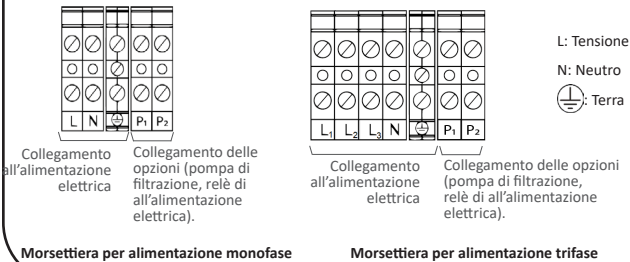 L N P₁ P₂
Collegamento
all'alimentazione
elettrica
Collegamento delle
opzioni (pompa di
filtrazione, relè di
all'alimentazione
elettrica).
Morsettiera per alimentazione monofase
L₁ L₂ L₃ N P₁ P₂
Collegamento
all'alimentazione
elettrica
Collegamento delle opzioni
(pompa di filtrazione,
relè di all'alimentazione
elettrica).
Morsettiera per alimentazione trifase
L: Tensione
N: Neutro
: Terra